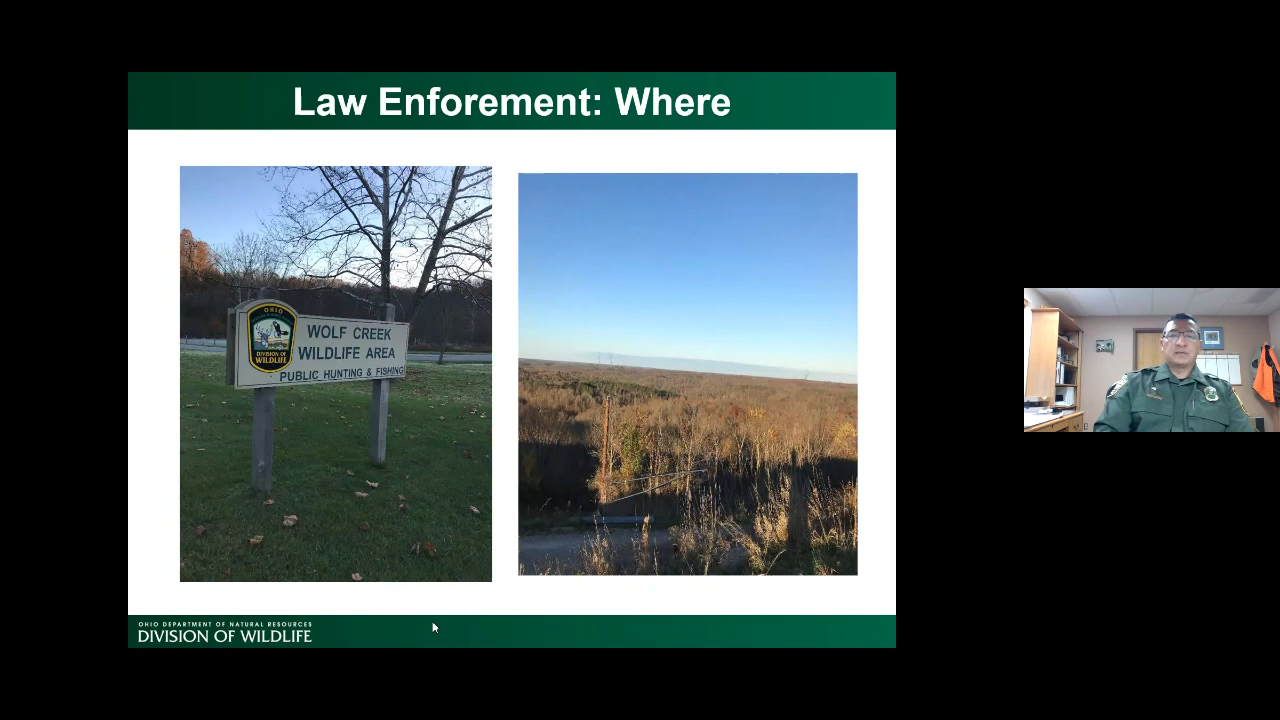 Law Enforement: Where
OHIO
DIVISION OF
WILDLIFE
WOLF CREEK
WILDLIFE AREA
PUBLIC HUNTING & FISHING
OHIO DEPARTMENT OF NATURAL RESOURCES
DIVISION OF WILDLIFE